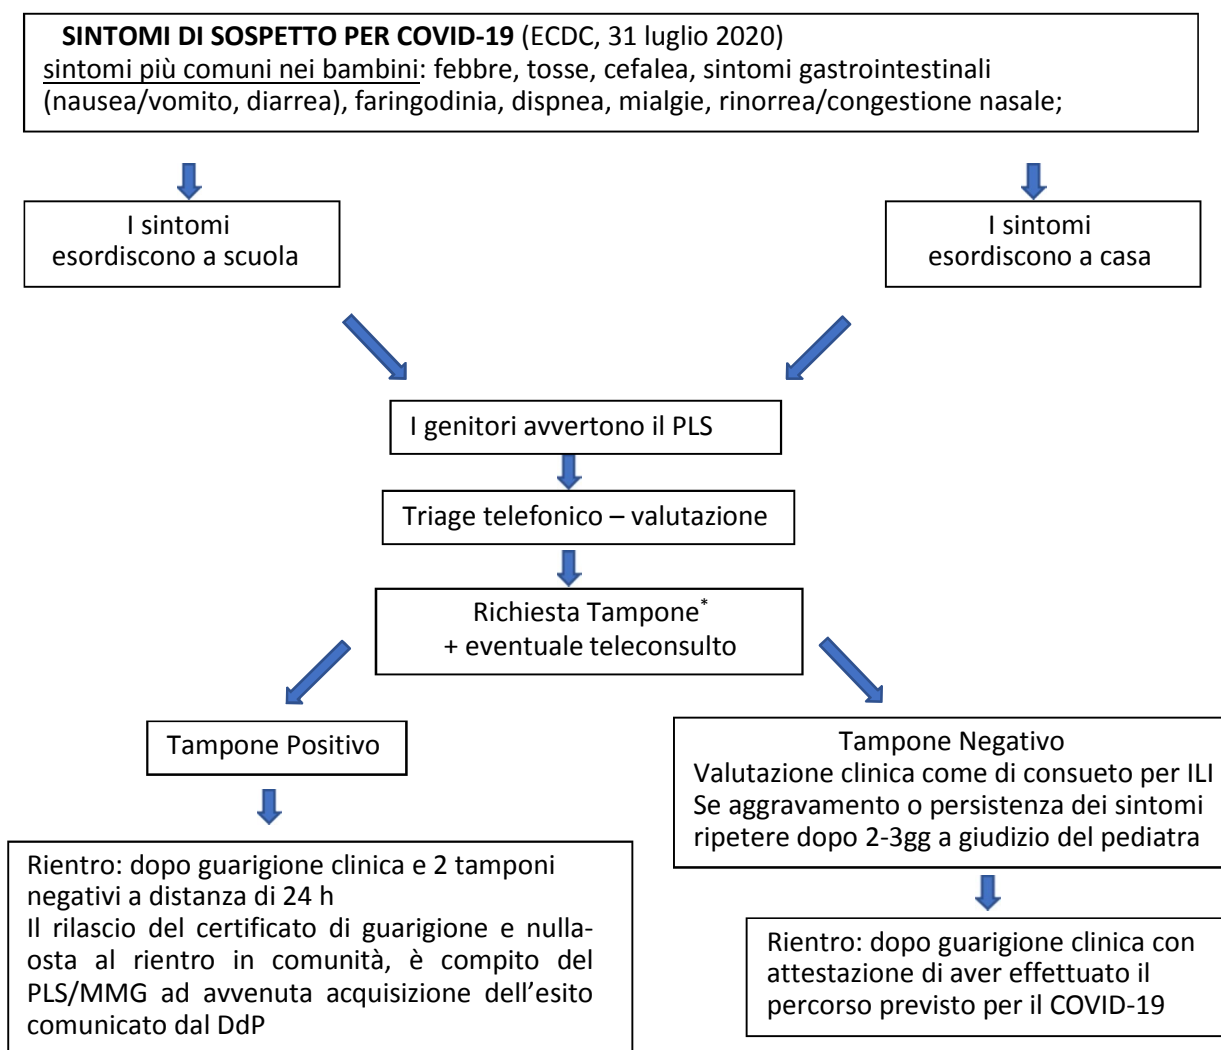 SINTOMI DI SOSPETTO PER COVID-19 (ECDC, 31 luglio 2020)
sintomi più comuni nei bambini: febbre, tosse, cefalea, sintomi gastrointestinali
(nausea/vomito, diarrea), faringodinia, dispnea, mialgie, rinorrea/congestione nasale;
I sintomi
esordiscono a scuola
I sintomi
esordiscono a casa
I genitori avvertono il PLS
Triage telefonico – valutazione
Richiesta Tampone*
+ eventuale teleconsulto
Tampone Positivo
Tampone Negativo
Valutazione clinica come di consueto per ILI
Se aggravamento o persistenza dei sintomi
ripetere dopo 2-3gg a giudizio del pediatra
Rientro: dopo guarigione clinica e 2 tamponi
negativi a distanza di 24 h
Il rilascio del certificato di guarigione e nulla-
osta al rientro in comunità, è compito del
PLS/MMG ad avvenuta acquisizione dell’esito
comunicato dal DdP
Rientro: dopo guarigione clinica con
attestazione di aver effettuato il
percorso previsto per il COVID-19